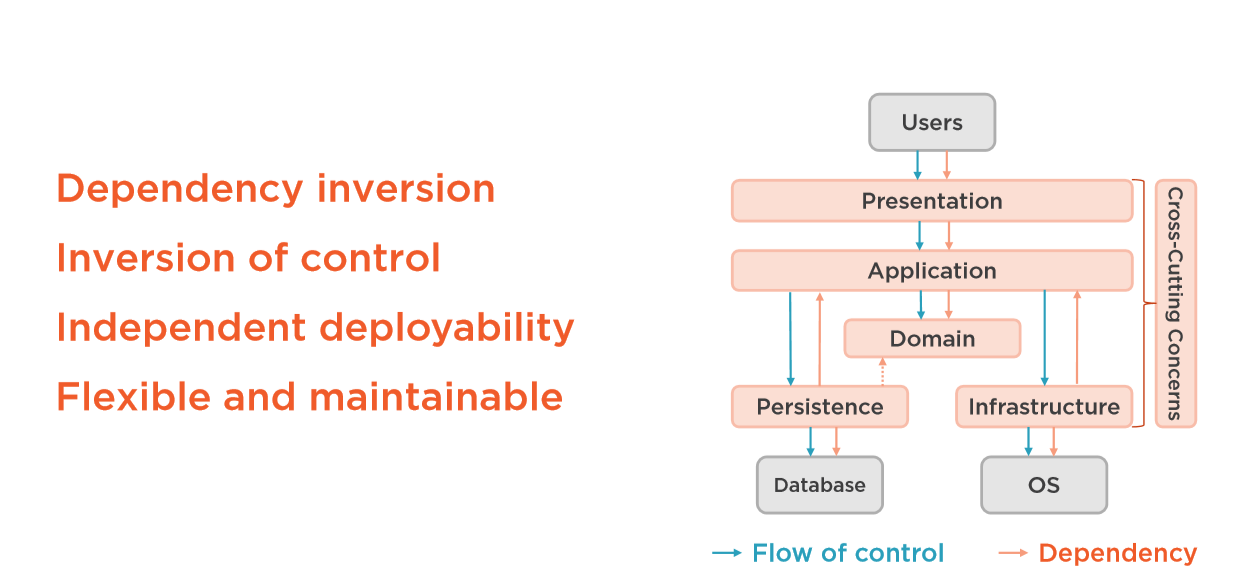 Dependency inversion
Inversion of control
Independent deployability
Flexible and maintainable
Users
Presentation
Application
Domain
Persistence
Infrastructure
Cross-Cutting Concerns
Database
OS
Flow of control
Dependency